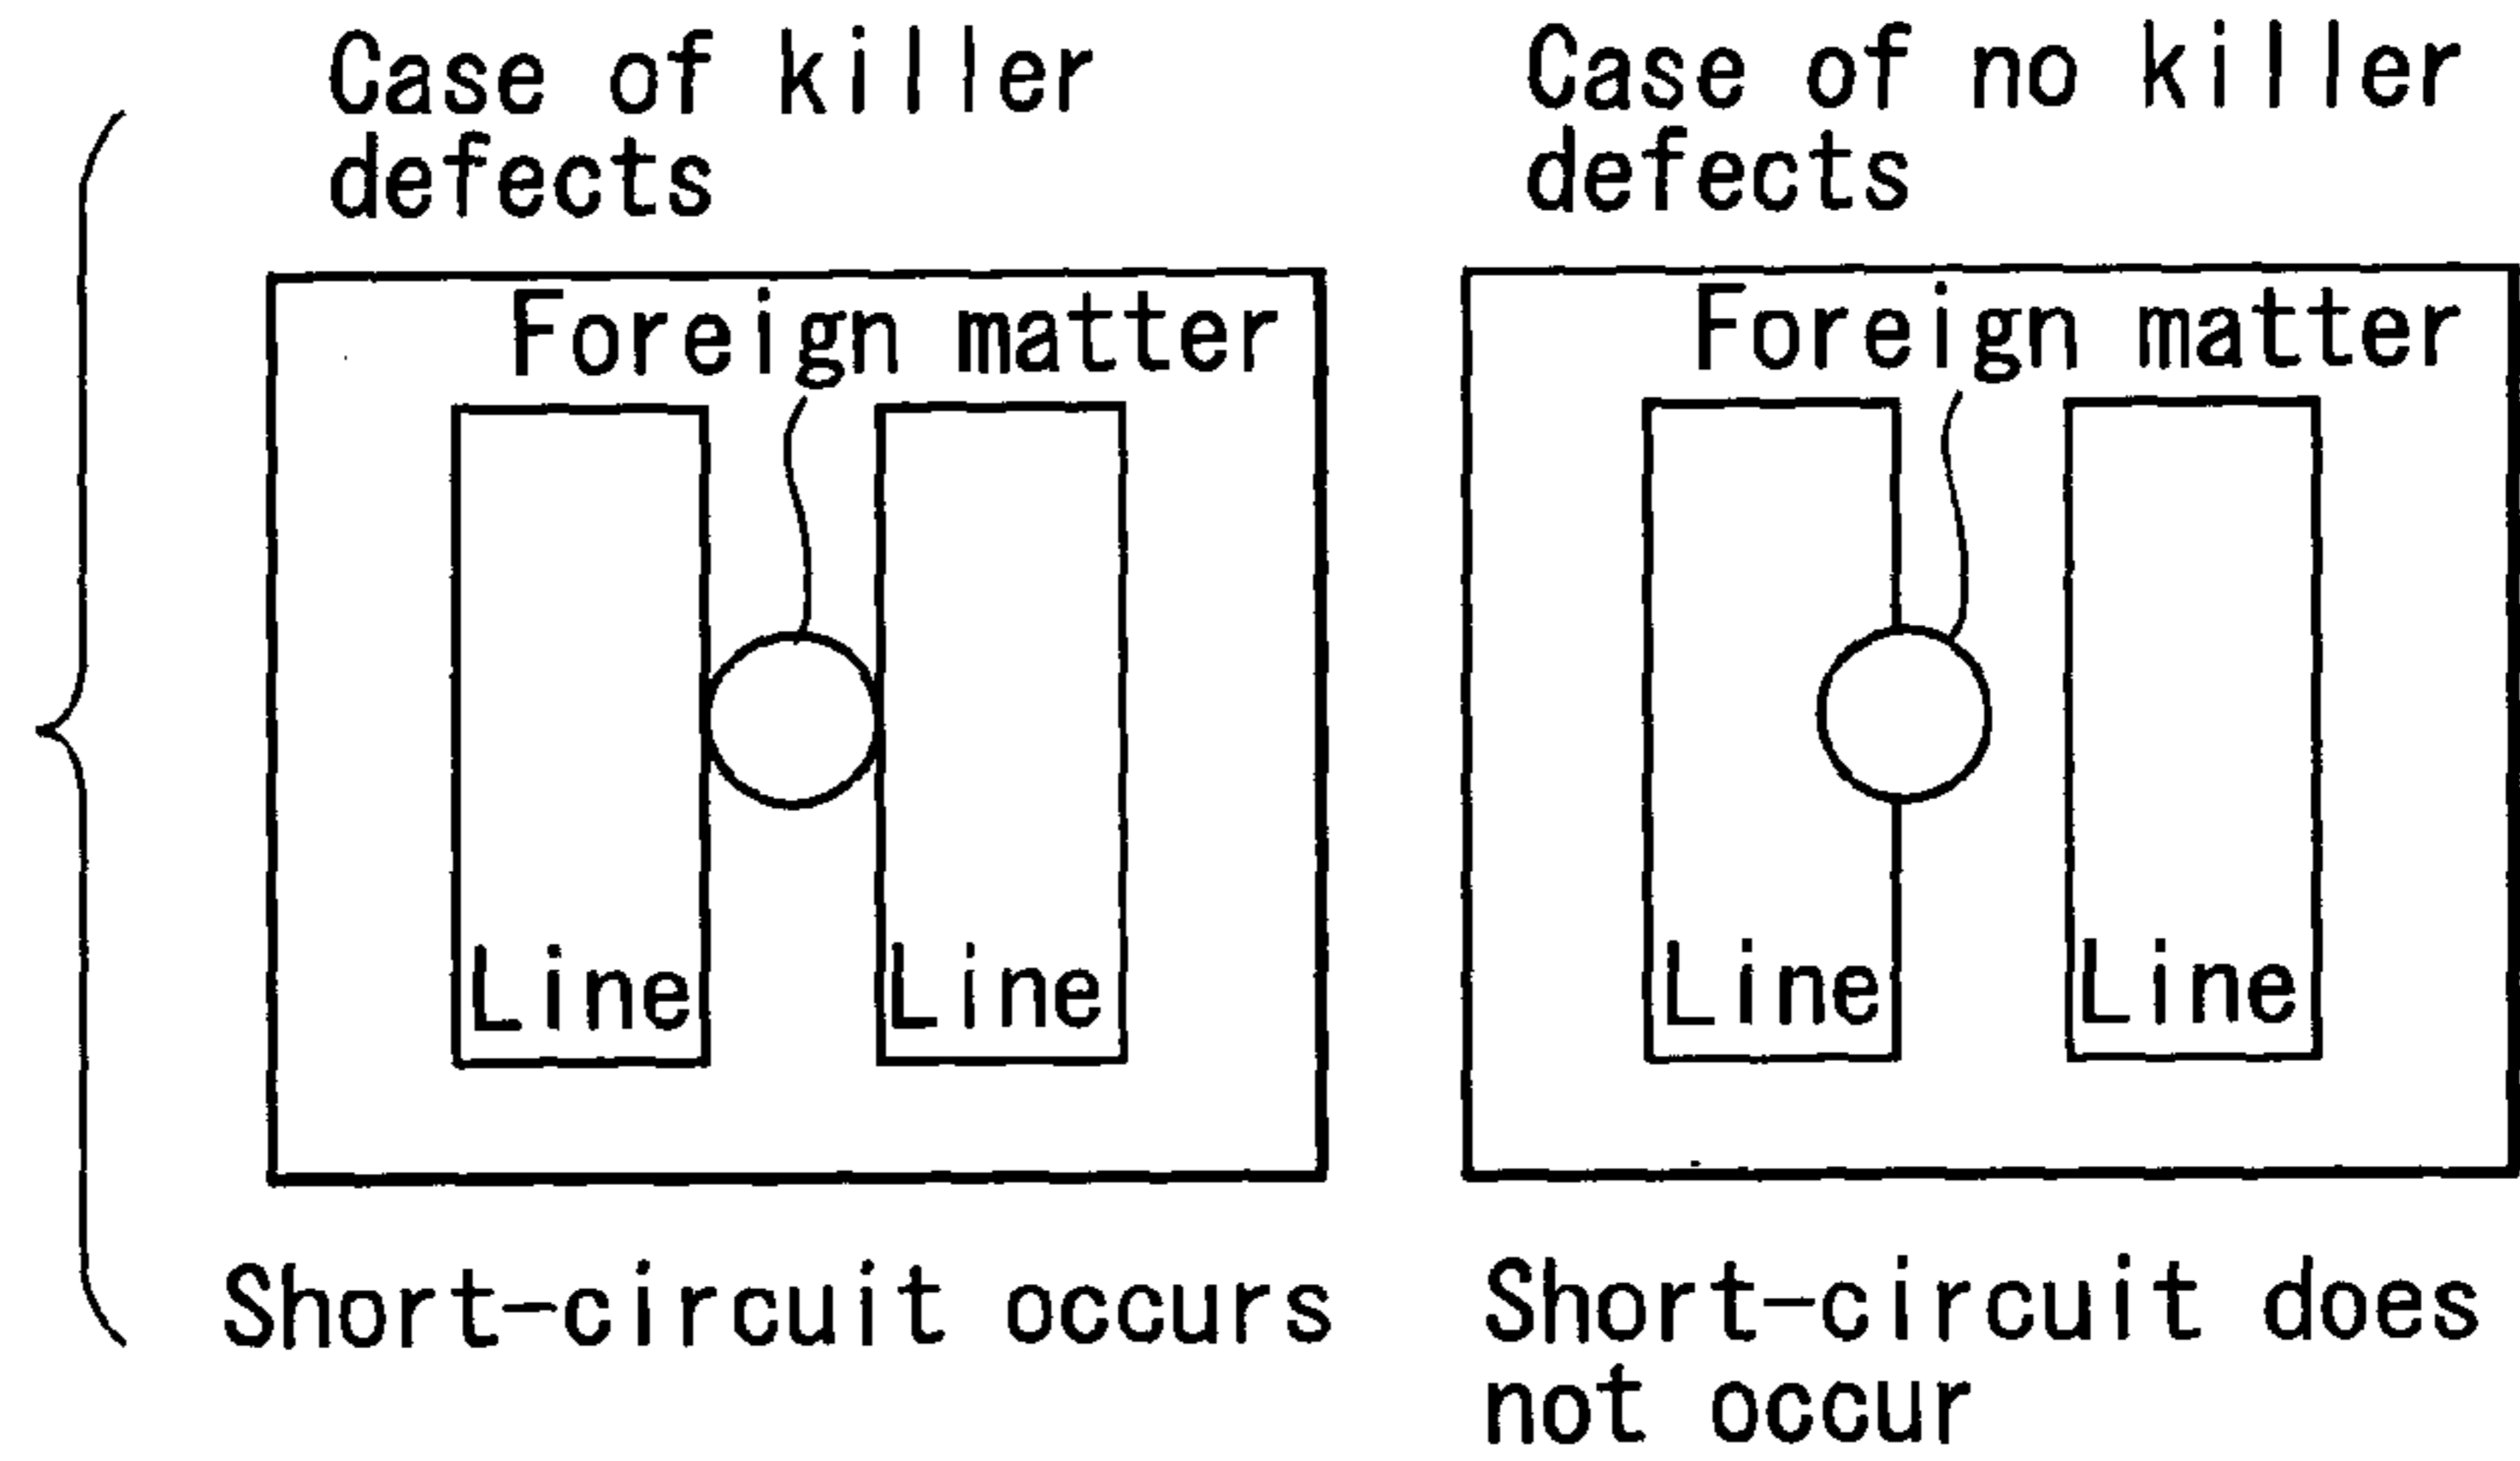 Case of killer
defects
Foreign matter
Line
Line
Short-circuit occurs
Case of no killer
defects
Foreign matter
Line
Line
Short-circuit does
not occur